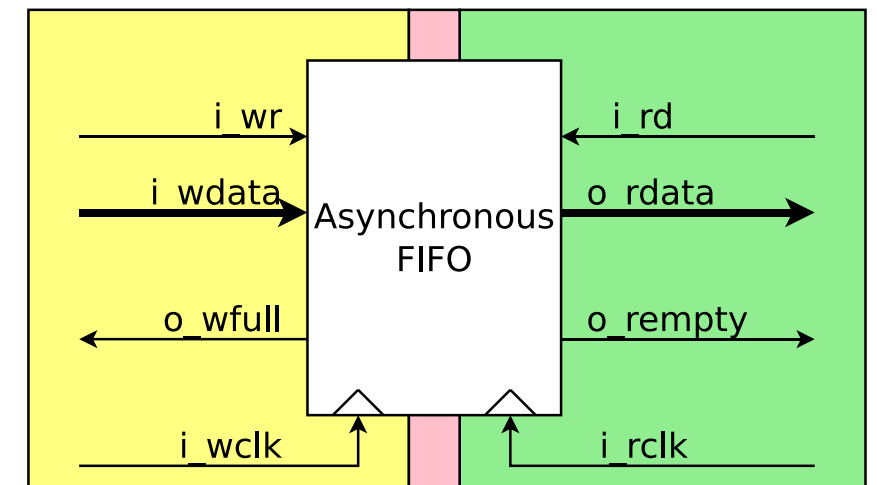 i_wr
i_rd
i_wdata
o_rdata
Asynchronous
FIFO
o_wfull
o_rempty
i_wclk
i_rclk